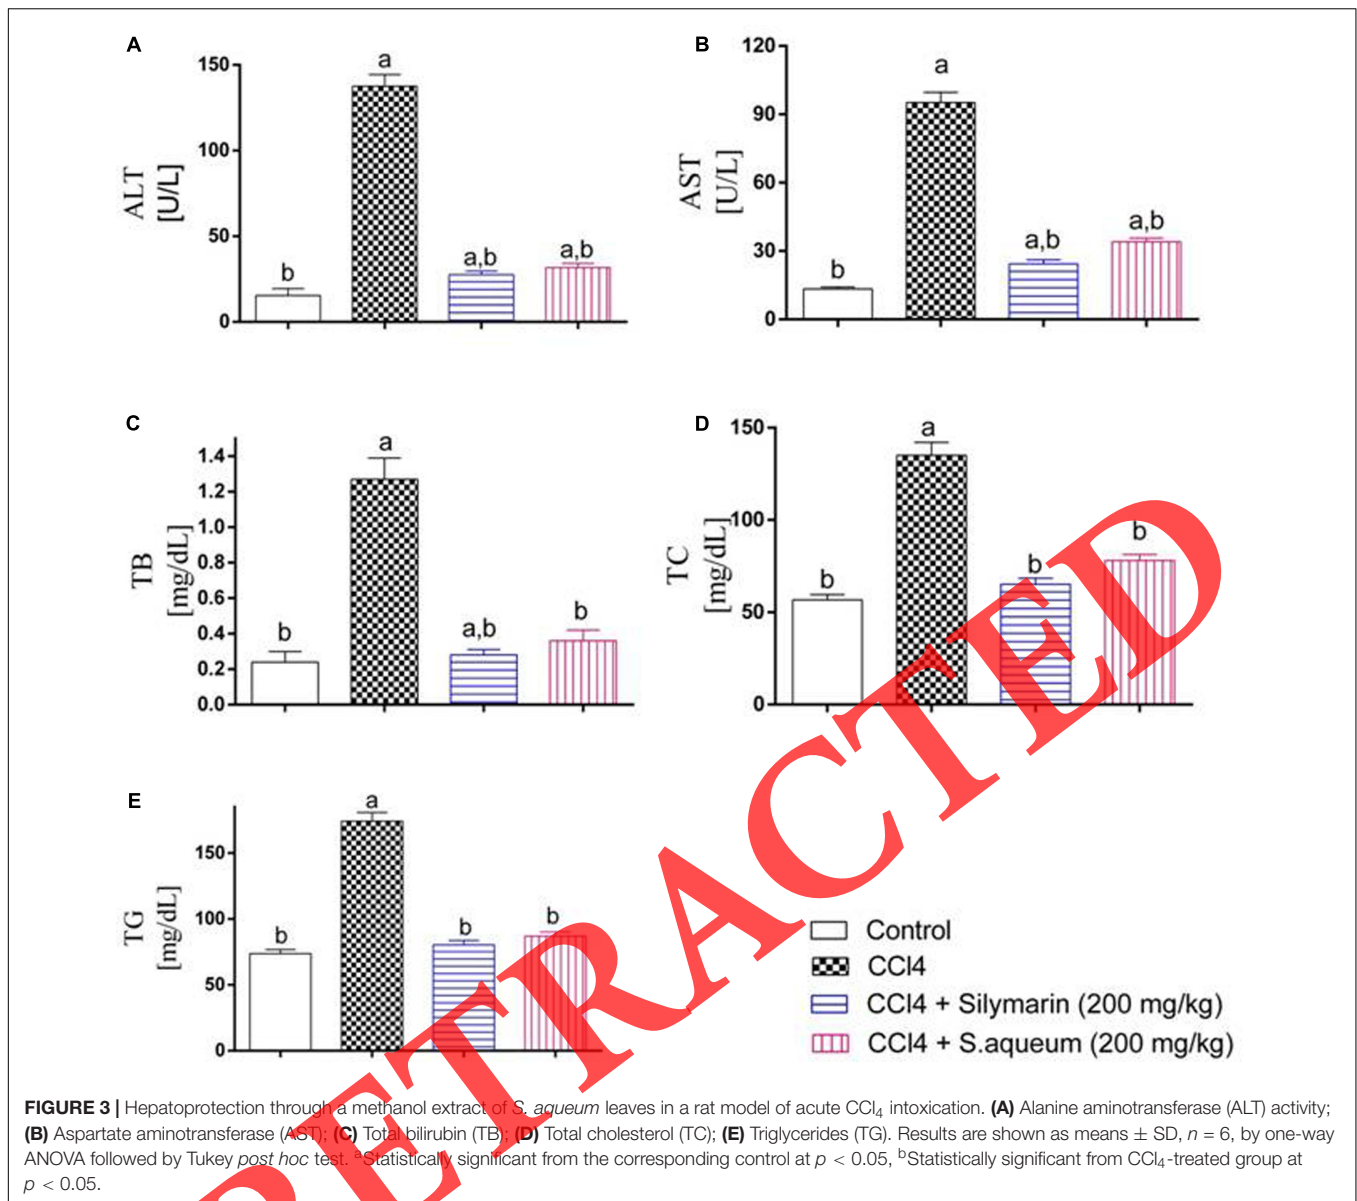 A
150
100
50
0
ALT
[U/L]
b
a
a,b
a,b
B
120
90
60
30
0
AST
[U/L]
b
a
a,b
a,b
C
1.4
1.2
1.0
0.8
0.6
0.4
0.2
0.0
TB
[mg/dL]
b
a
a,b
b
D
150
100
50
0
TC
[mg/dL]
b
a
b
b
E
150
100
50
0
TG
[mg/dL]
b
a
b
b
Control
CCl4
CCl4 + Silymarin (200 mg/kg)
CCl4 + S.aqueum (200 mg/kg)
RETRACTED
FIGURE 3 | Hepatoprotection through a methanol extract of S. aqueum leaves in a rat model of acute CCl₄ intoxication. (A) Alanine aminotransferase (ALT) activity;
(B) Aspartate aminotransferase (AST); (C) Total bilirubin (TB); (D) Total cholesterol (TC); (E) Triglycerides (TG). Results are shown as means ± SD, n = 6, by one-way
ANOVA followed by Tukey post hoc test. ᵃStatistically significant from the corresponding control at p < 0.05, ᵇStatistically significant from CCl₄-treated group at
p < 0.05.